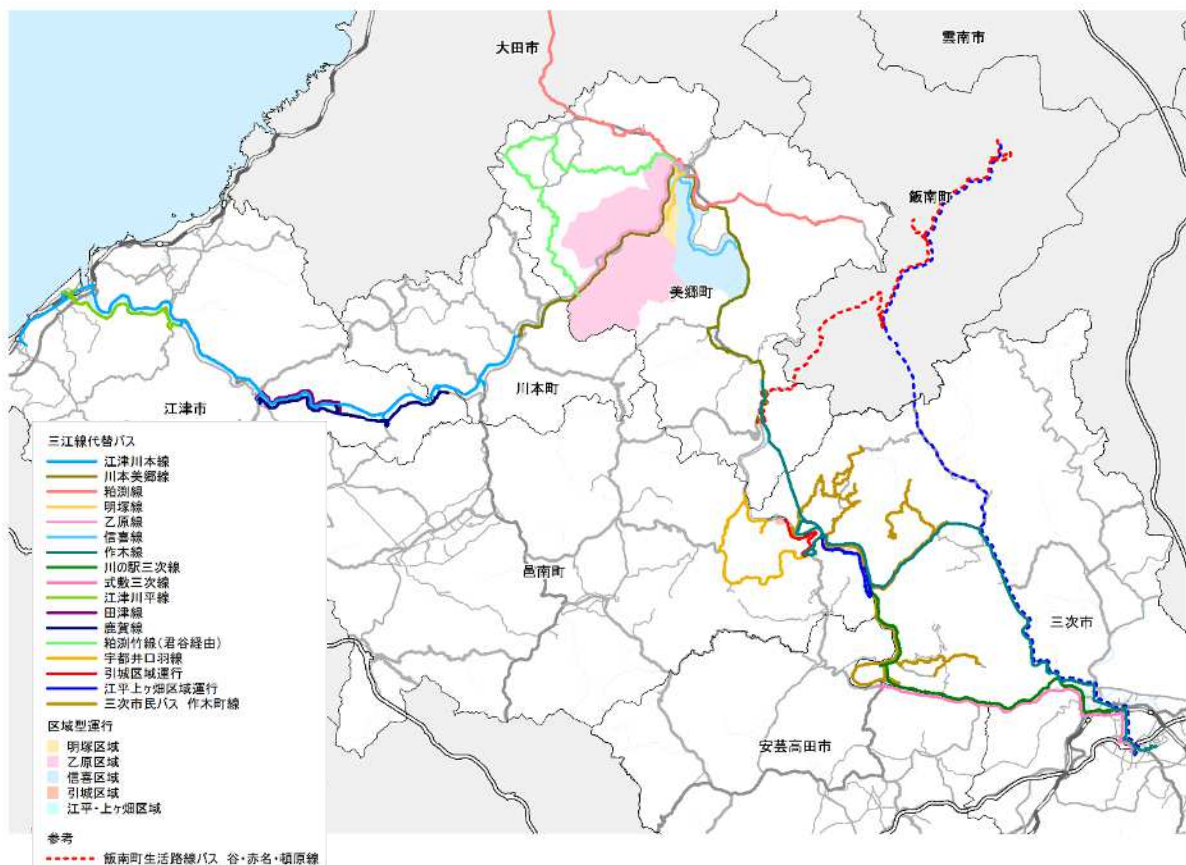 大田市
雲南市
飯南町
美郷町
川本町
江津市
邑南町
三次市
安芸高田市
三江線代替バス
江津川本線
川本美郷線
粕渕線
明塚線
乙原線
信喜線
作木線
川の駅三次線
式敷三次線
江津川平線
田津線
鹿賀線
粕渕竹線(君谷経由)
宇都井口羽線
引城区域運行
江平上ヶ畑区域運行
三次市民バス 作木町線
区域型運行
明塚区域
乙原区域
信喜区域
引城区域
江平・上ヶ畑区域
参考
飯南町生活路線バス 谷・赤名・頓原線